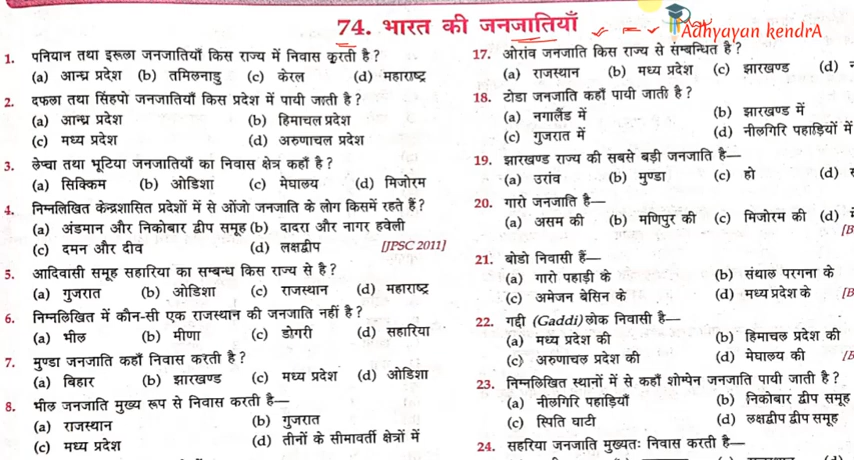 74. भारत की जनजातियाँ
Adhyayan kendrA
1. पनियान तथा इरूला जनजातियाँ किस राज्य में निवास करती है?
(a) आन्ध्र प्रदेश (b) तमिलनाडु (c) केरल (d) महाराष्ट्र
2. दफला तथा सिंहपो जनजातियाँ किस प्रदेश में पायी जाती है?
(a) आन्ध्र प्रदेश (b) हिमाचल प्रदेश
(c) मध्य प्रदेश (d) अरुणाचल प्रदेश
3. लेप्चा तथा भूटिया जनजातियाँ का निवास क्षेत्र कहाँ है?
(a) सिक्किम (b) ओडिशा (c) मेघालय (d) मिजोरम
4. निम्नलिखित केन्द्रशासित प्रदेशों में से ओंजो जनजाति के लोग किसमें रहते हैं?
(a) अंडमान और निकोबार द्वीप समूह (b) दादरा और नागर हवेली
(c) दमन और दीव (d) लक्षद्वीप [JPSC 2011]
5. आदिवासी समूह सहारिया का सम्बन्ध किस राज्य से है?
(a) गुजरात (b) ओडिशा (c) राजस्थान (d) महाराष्ट्र
6. निम्नलिखित में कौन-सी एक राजस्थान की जनजाति नहीं है?
(a) भील (b) मीणा (c) डोगरी (d) सहारिया
7. मुण्डा जनजाति कहाँ निवास करती है?
(a) बिहार (b) झारखण्ड (c) मध्य प्रदेश (d) ओडिशा
8. भील जनजाति मुख्य रूप से निवास करती है—
(a) राजस्थान (b) गुजरात
(c) मध्य प्रदेश (d) तीनों के सीमावर्ती क्षेत्रों में
17. ओरांव जनजाति किस राज्य से सम्बन्धित है?
(a) राजस्थान (b) मध्य प्रदेश (c) झारखण्ड (d)
18. टोडा जनजाति कहाँ पायी जाती है?
(a) नगालैंड में (b) झारखण्ड में
(c) गुजरात में (d) नीलगिरि पहाड़ियों में
19. झारखण्ड राज्य की सबसे बड़ी जनजाति है—
(a) उरांव (b) मुण्डा (c) हो (d)
20. गारो जनजाति है—
(a) असम की (b) मणिपुर की (c) मिजोरम की (d)
[B
21. बोडो निवासी हैं—
(a) गारो पहाड़ी के (b) संथाल परगना के
(c) अमेजन बेसिन के (d) मध्य प्रदेश के [B
22. गद्दी (Gaddi) लोक निवासी है—
(a) मध्य प्रदेश की (b) हिमाचल प्रदेश की
(c) अरुणाचल प्रदेश की (d) मेघालय की [B
23. निम्नलिखित स्थानों में से कहाँ शोम्पेन जनजाति पायी जाती है?
(a) नीलगिरि पहाड़ियाँ (b) निकोबार द्वीप समूह
(c) स्पिति घाटी (d) लक्षद्वीप द्वीप समूह
24. सहरिया जनजाति मुख्यतः निवास करती है—